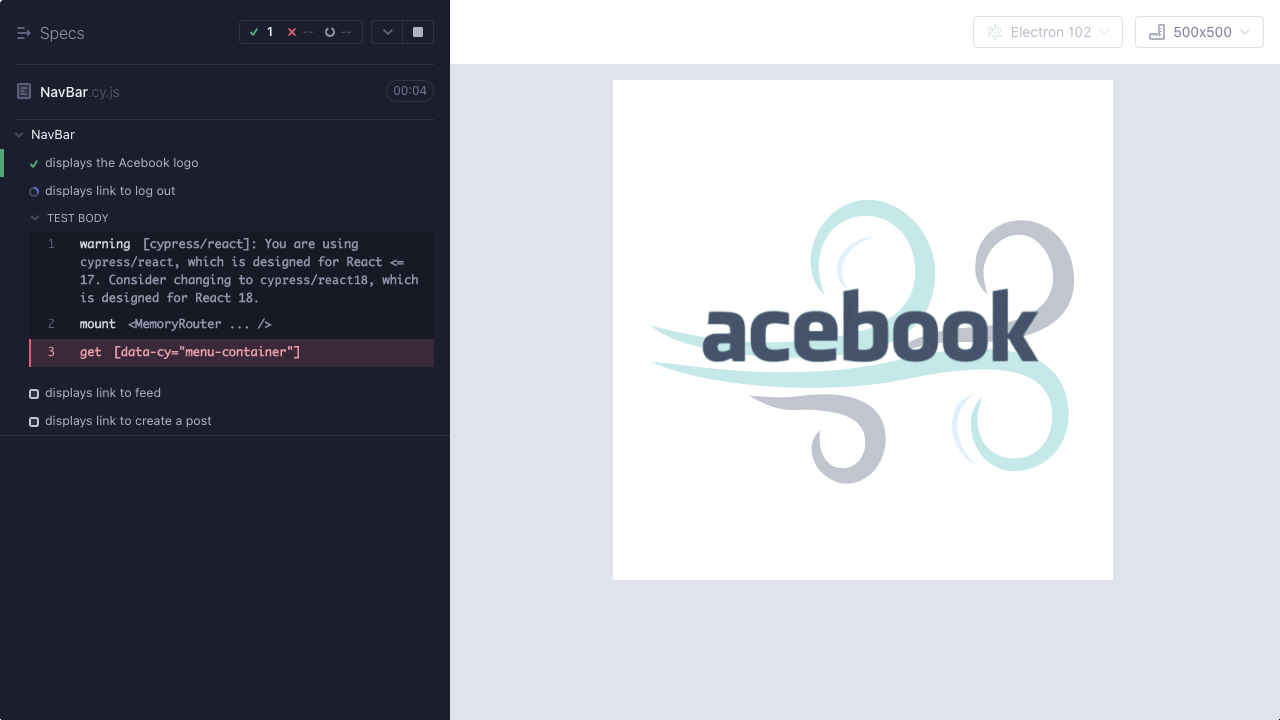 Specs
1 -- --
NavBar.cy.js 00:04
NavBar
displays the Acebook logo
displays link to log out
TEST BODY
1 warning [cypress/react]: You are using
cypress/react, which is designed for React <=
17. Consider changing to cypress/react18, which
is designed for React 18.
2 mount <MemoryRouter ... />
3 get [data-cy="menu-container"]
displays link to feed
displays link to create a post
Electron 102 500x500
acebook